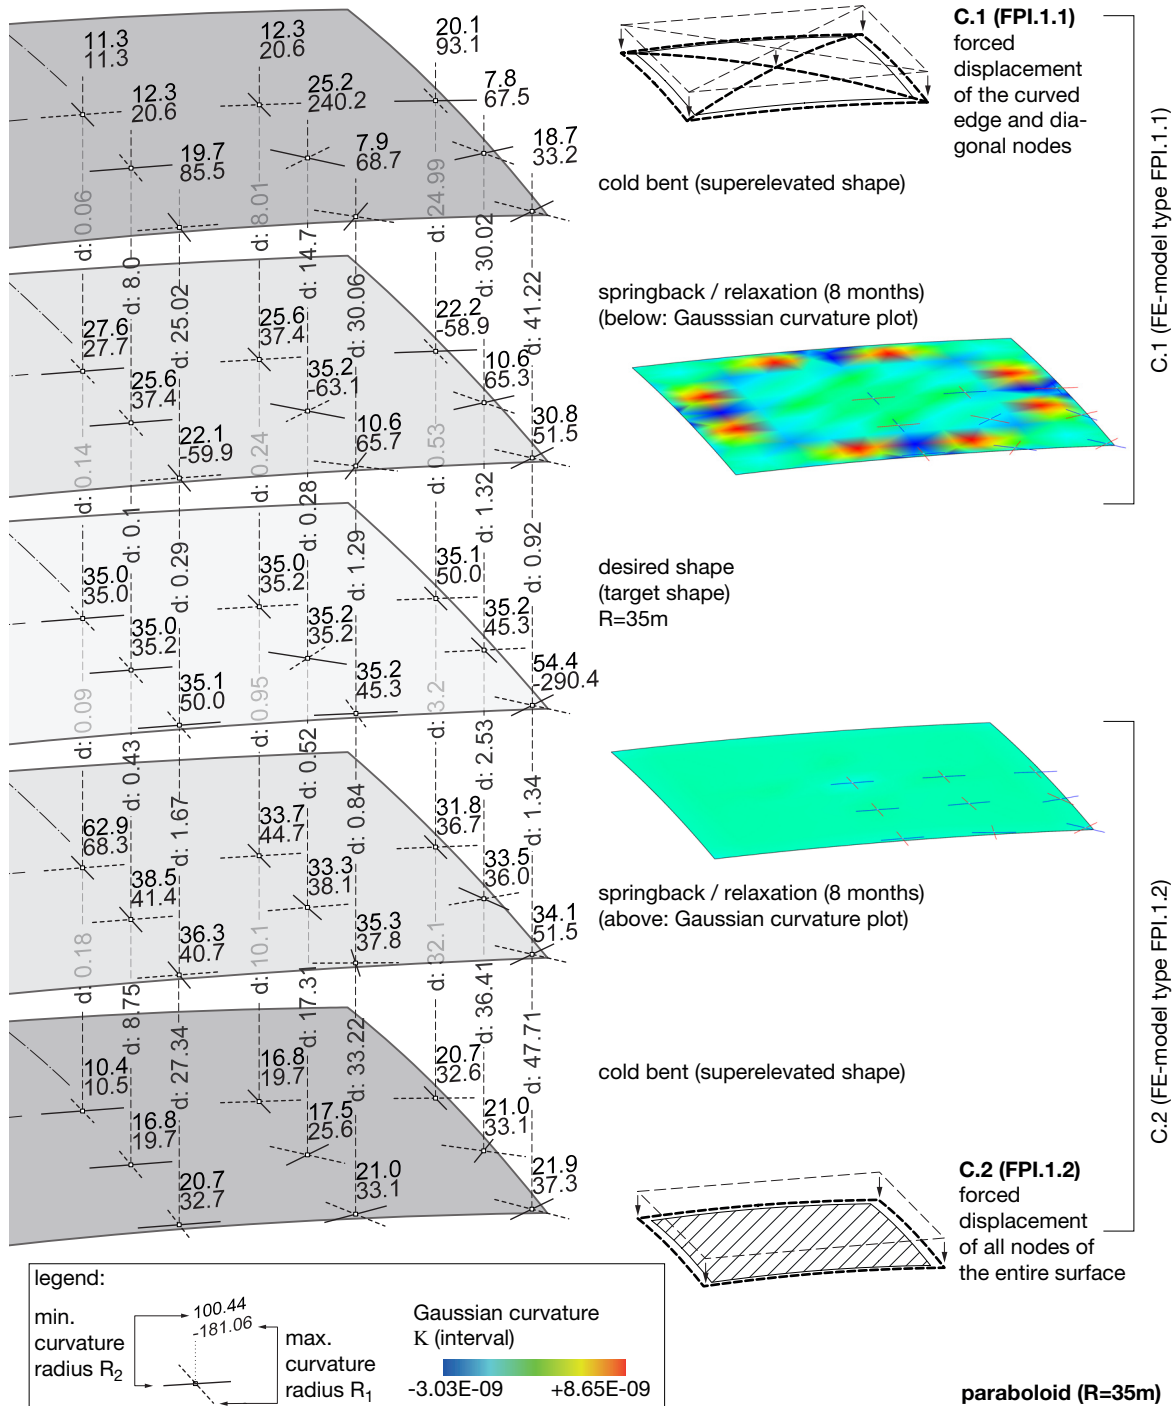 11.3
11.3
12.3
20.6
20.1
93.1
12.3
20.6
25.2
240.2
7.8
67.5
19.7
85.5
7.9
68.7
18.7
33.2
d: 0.06
d: 8.0
d: 25.02
d: 8.01
d: 14.7
d: 30.06
d: 24.99
d: 30.02
d: 41.22
27.6
27.7
25.6
37.4
22.2
-58.9
25.6
37.4
35.2
-63.1
10.6
65.3
22.1
-59.9
10.6
65.7
30.8
51.5
d: 0.14
d: 0.1
d: 0.29
d: 0.24
d: 0.28
d: 1.29
d: 0.53
d: 1.32
d: 0.92
35.0
35.0
35.0
35.2
35.1
50.0
35.0
35.2
35.2
35.2
35.2
45.3
35.1
50.0
35.2
45.3
54.4
-290.4
d: 0.09
d: 0.43
d: 1.67
d: 0.95
d: 0.52
d: 0.84
d: 3.2
d: 2.53
d: 1.34
62.9
68.3
33.7
44.7
31.8
36.7
38.5
41.4
33.3
38.1
33.5
36.0
36.3
40.7
35.3
37.8
34.1
51.5
d: 0.18
d: 8.75
d: 27.34
d: 10.1
d: 17.31
d: 33.22
d: 32.1
d: 36.41
d: 47.71
10.4
10.5
16.8
19.7
20.7
32.6
16.8
19.7
17.5
25.6
21.0
33.1
20.7
32.7
21.0
33.1
21.9
37.3
C.1 (FPI.1.1)
forced
displacement
of the curved
edge and dia-
gonal nodes
cold bent (superelevated shape)
springback / relaxation (8 months)
(below: Gausssian curvature plot)
C.1 (FE-model type FPI.1.1)
desired shape
(target shape)
R=35m
springback / relaxation (8 months)
(above: Gaussian curvature plot)
cold bent (superelevated shape)
C.2 (FE-model type FPI.1.2)
C.2 (FPI.1.2)
forced
displacement
of all nodes of
the entire surface
legend:
min.
curvature
radius R2
100.44
-181.06
max.
curvature
radius R1
Gaussian curvature
K (interval)
-3.03E-09
+8.65E-09
paraboloid (R=35m)